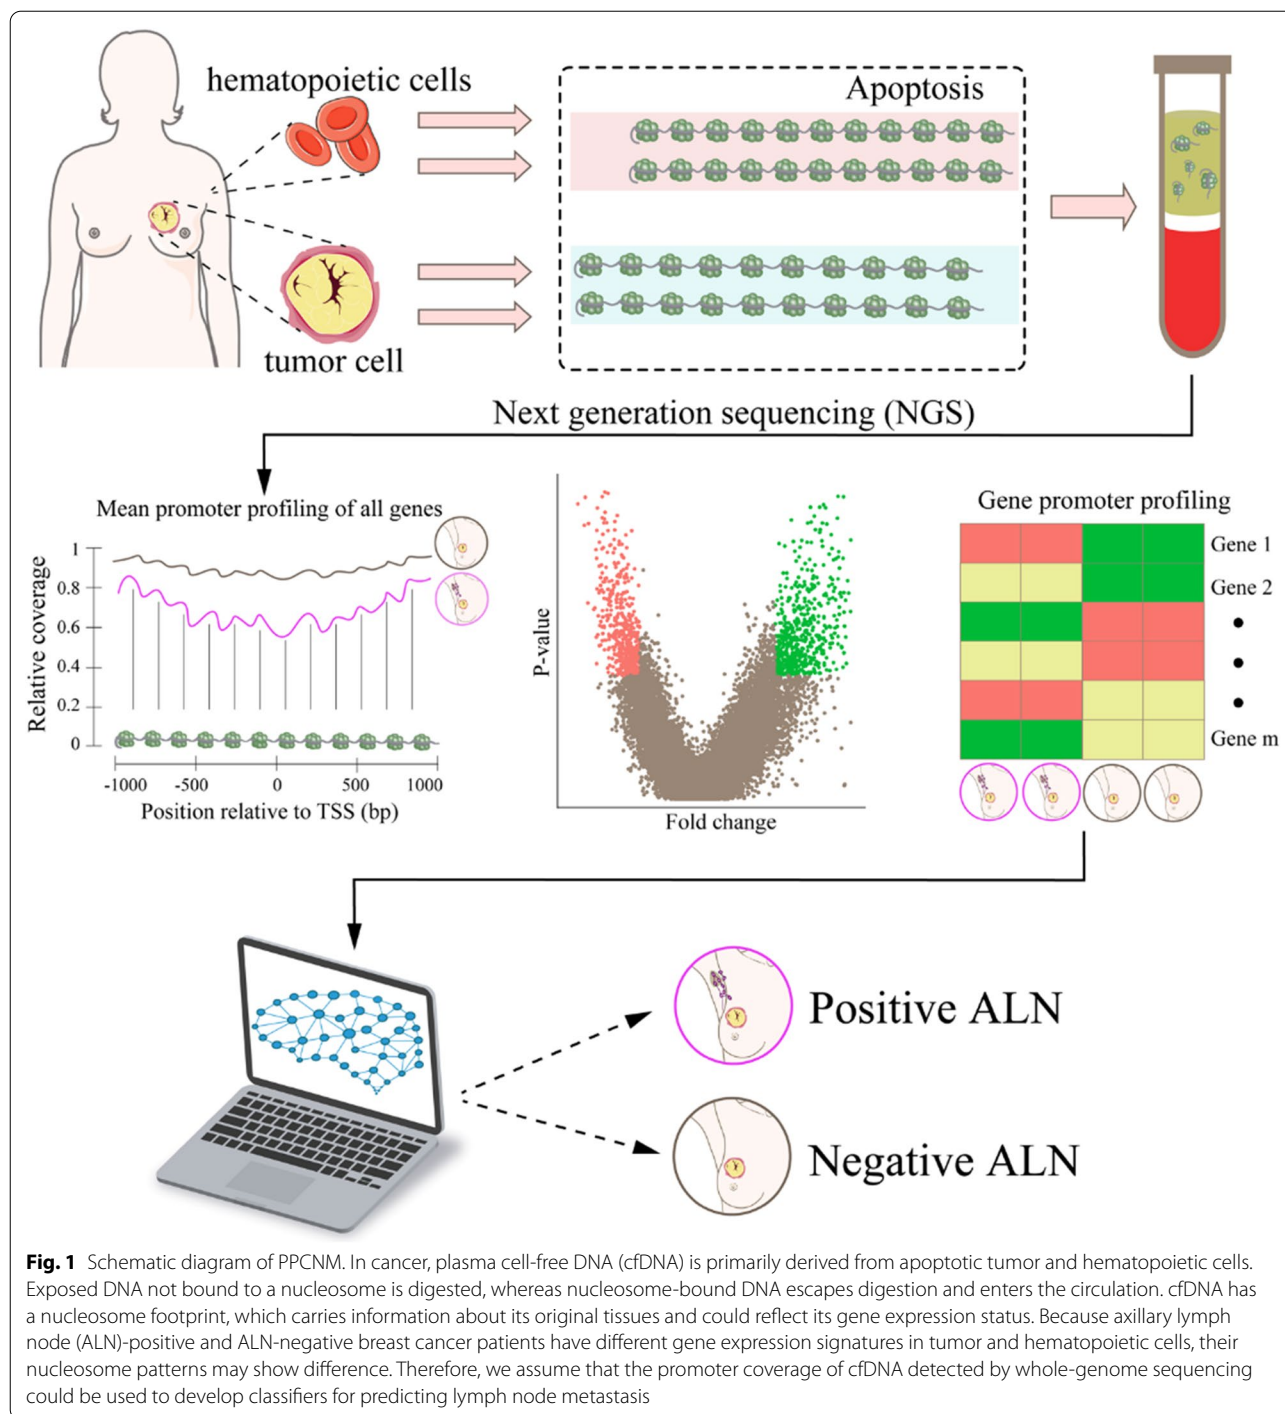 hematopoietic cells
Apoptosis
tumor cell
Next generation sequencing (NGS)
Mean promoter profiling of all genes
Relative coverage
1
0.8
0.6
0.4
0.2
0
-1000
-500
0
500
1000
Position relative to TSS (bp)
P-value
Fold change
Gene promoter profiling
Gene 1
Gene 2
Gene m
Positive ALN
Negative ALN
Fig. 1 Schematic diagram of PPCNM. In cancer, plasma cell-free DNA (cfDNA) is primarily derived from apoptotic tumor and hematopoietic cells.
Exposed DNA not bound to a nucleosome is digested, whereas nucleosome-bound DNA escapes digestion and enters the circulation. cfDNA has
a nucleosome footprint, which carries information about its original tissues and could reflect its gene expression status. Because axillary lymph
node (ALN)-positive and ALN-negative breast cancer patients have different gene expression signatures in tumor and hematopoietic cells, their
nucleosome patterns may show difference. Therefore, we assume that the promoter coverage of cfDNA detected by whole-genome sequencing
could be used to develop classifiers for predicting lymph node metastasis